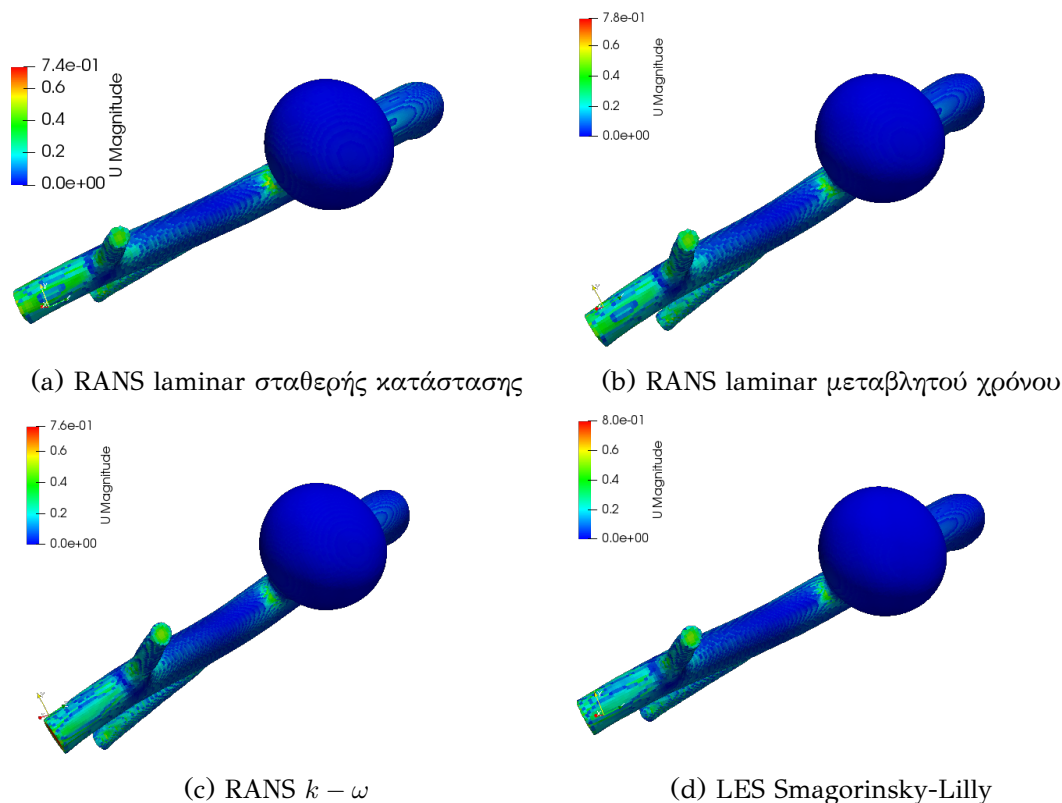 7.4e-01
0.6
0.4
0.2
0.0e+00
U Magnitude
7.8e-01
0.6
0.4
0.2
0.0e+00
U Magnitude
(a) RANS laminar σταθερής κατάστασης
(b) RANS laminar μεταβλητού χρόνου
7.6e-01
0.6
0.4
0.2
0.0e+00
U Magnitude
8.0e-01
0.6
0.4
0.2
0.0e+00
U Magnitude
(c) RANS k − ω
(d) LES Smagorinsky-Lilly